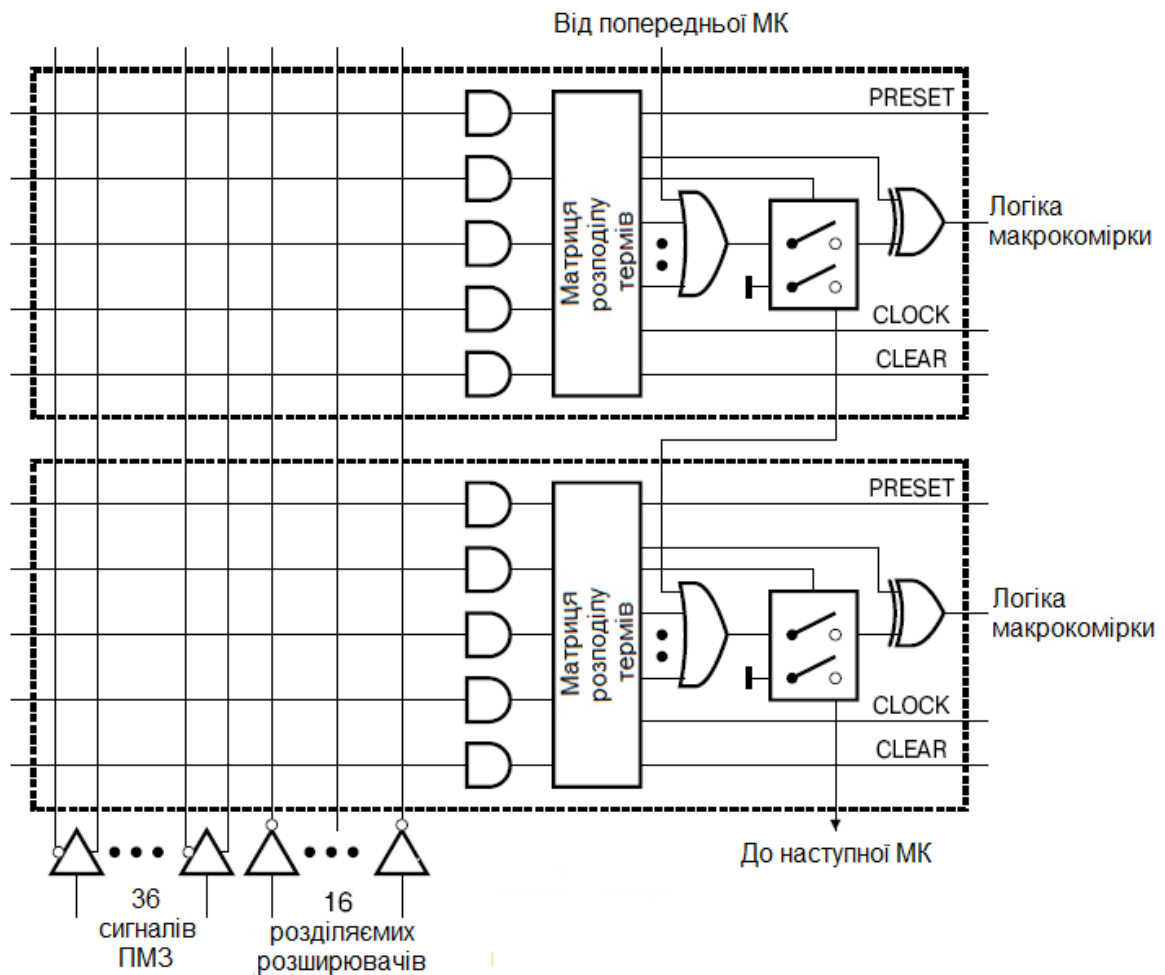 Від попередньої МК
PRESET
Матриця
розподілу
термів
Логіка
макрокомірки
CLOCK
CLEAR
PRESET
Матриця
розподілу
термів
Логіка
макрокомірки
CLOCK
CLEAR
До наступної МК
36
сигналів
ПМЗ
16
розділяємих
розширювачів